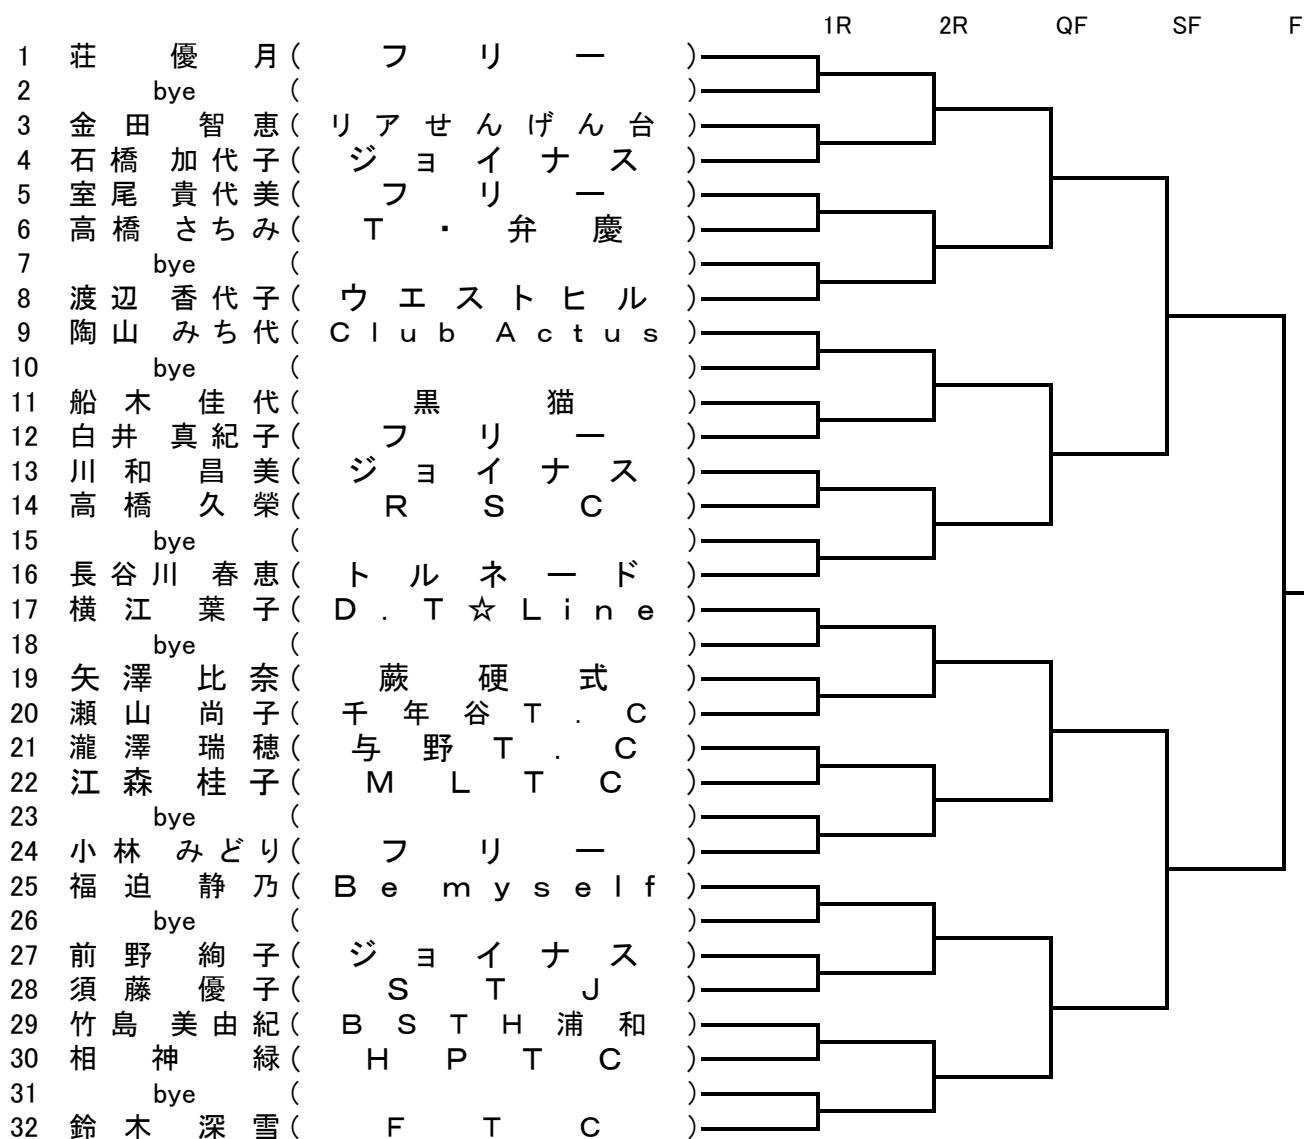 1R 2R QF SF F
1 荘 優 月 ( フ リ ー )
2 bye ( )
3 金 田 智 恵 ( リ ア せ ん げ ん 台 )
4 石 橋 加 代 子 ( ジ ョ イ ナ ス )
5 室 尾 貴 代 美 ( フ リ ー )
6 高 橋 さ ち み ( T ・ 弁 慶 )
7 bye ( )
8 渡 辺 香 代 子 ( ウ エ ス ト ヒ ル )
9 陶 山 み ち 代 ( C l u b A c t u s )
10 bye ( )
11 船 木 佳 代 ( 黒 猫 )
12 白 井 真 紀 子 ( フ リ ー )
13 川 和 昌 美 ( ジ ョ イ ナ ス )
14 高 橋 久 榮 ( R S C )
15 bye ( )
16 長 谷 川 春 恵 ( ト ル ネ ー ド )
17 横 江 葉 子 ( D . T ☆ L i n e )
18 bye ( )
19 矢 澤 比 奈 ( 蕨 硬 式 )
20 瀬 山 尚 子 ( 千 年 谷 T . C )
21 瀧 澤 瑞 穂 ( 与 野 T . C )
22 江 森 桂 子 ( M L T C )
23 bye ( )
24 小 林 み ど り ( フ リ ー )
25 福 迫 静 乃 ( B e m y s e l f )
26 bye ( )
27 前 野 絢 子 ( ジ ョ イ ナ ス )
28 須 藤 優 子 ( S T J )
29 竹 島 美 由 紀 ( B S T H 浦 和 )
30 相 神 緑 ( H P T C )
31 bye ( )
32 鈴 木 深 雪 ( F T C )